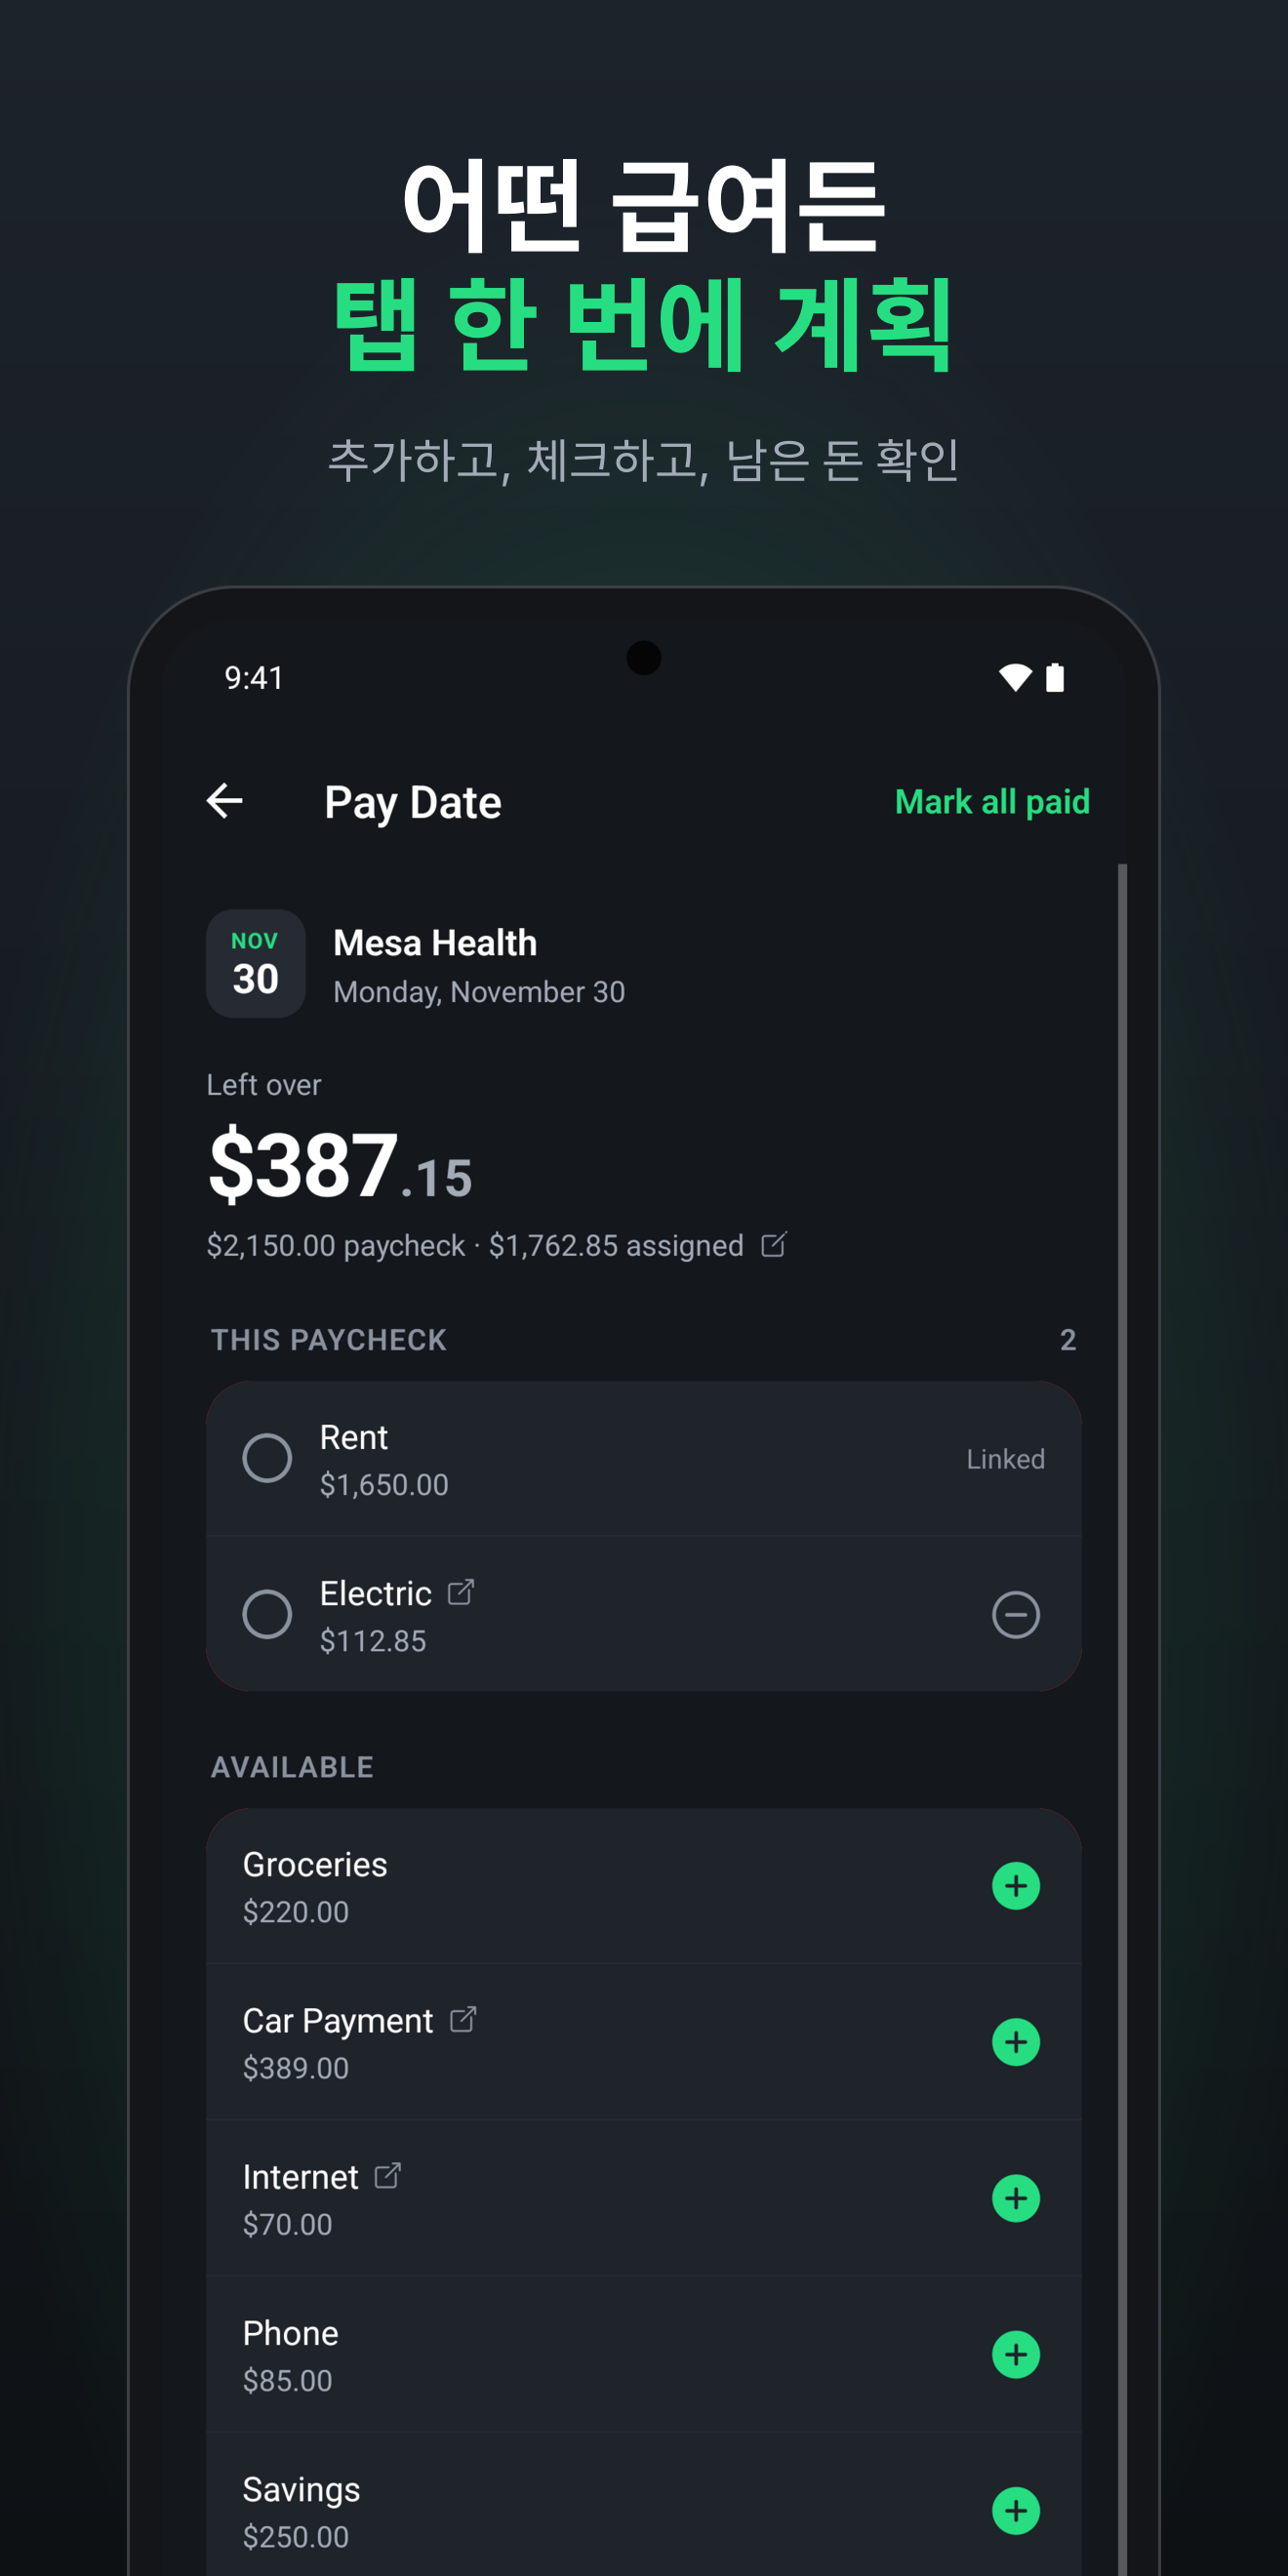 어떤 급여든
탭 한 번에 계획
추가하고, 체크하고, 남은 돈 확인
9:41
Pay Date
Mark all paid
NOV
30
Mesa Health
Monday, November 30
Left over
$387.15
$2,150.00 paycheck · $1,762.85 assigned
THIS PAYCHECK
2
Rent
$1,650.00
Linked
Electric
$112.85
AVAILABLE
Groceries
$220.00
Car Payment
$389.00
Internet
$70.00
Phone
$85.00
Savings
$250.00